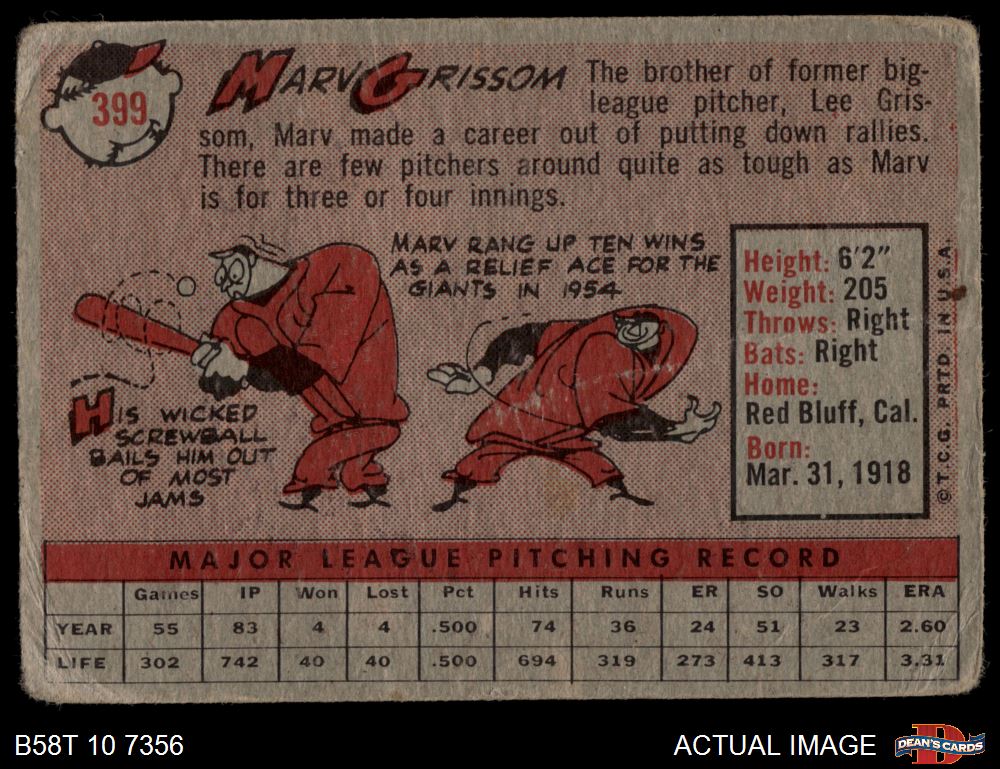 399
MARV GRISSOM
The brother of former big-
league pitcher, Lee Gris-
som, Marv made a career out of putting down rallies.
There are few pitchers around quite as tough as Marv
is for three or four innings.
MARV RANG UP TEN WINS
AS A RELIEF ACE FOR THE
GIANTS IN 1954
HIS WICKED
SCREWBALL
BAILS HIM OUT
OF MOST
JAMS
Height: 6'2"
Weight: 205
Throws: Right
Bats: Right
Home:
Red Bluff, Cal.
Born:
Mar. 31, 1918
©T.C.G. PRTD. IN U.S.A.
MAJOR LEAGUE PITCHING RECORD
Games IP Won Lost Pct Hits Runs ER SO Walks ERA
YEAR 55 83 4 4 .500 74 36 24 51 23 2.60
LIFE 302 742 40 40 .500 694 319 273 413 317 3.31
B58T 10 7356
ACTUAL IMAGE
D
DEAN'S CARDS